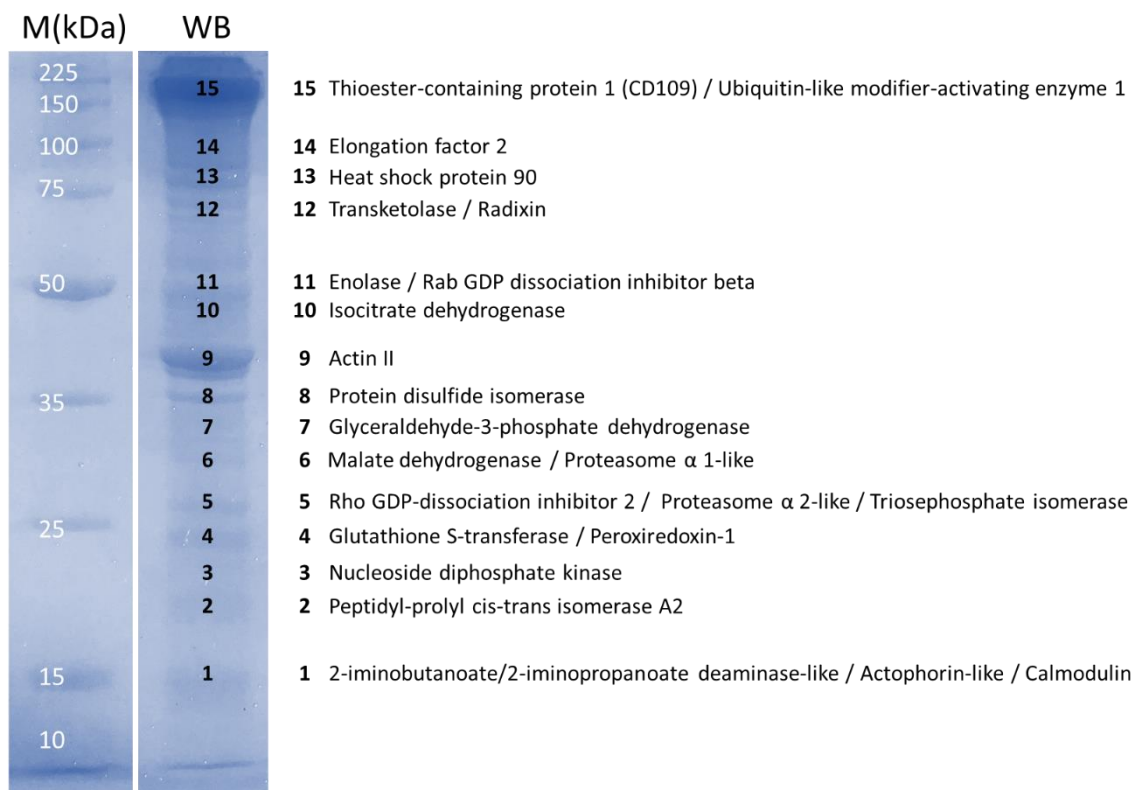 M(kDa) WB
225
150
100
75
50
35
25
15
10
15 15 Thioester-containing protein 1 (CD109) / Ubiquitin-like modifier-activating enzyme 1
14 14 Elongation factor 2
13 13 Heat shock protein 90
12 12 Transketolase / Radixin
11 11 Enolase / Rab GDP dissociation inhibitor beta
10 10 Isocitrate dehydrogenase
9 9 Actin II
8 8 Protein disulfide isomerase
7 7 Glyceraldehyde-3-phosphate dehydrogenase
6 6 Malate dehydrogenase / Proteasome α 1-like
5 5 Rho GDP-dissociation inhibitor 2 / Proteasome α 2-like / Triosephosphate isomerase
4 4 Glutathione S-transferase / Peroxiredoxin-1
3 3 Nucleoside diphosphate kinase
2 2 Peptidyl-prolyl cis-trans isomerase A2
1 1 2-iminobutanoate/2-iminopropanoate deaminase-like / Actophorin-like / Calmodulin